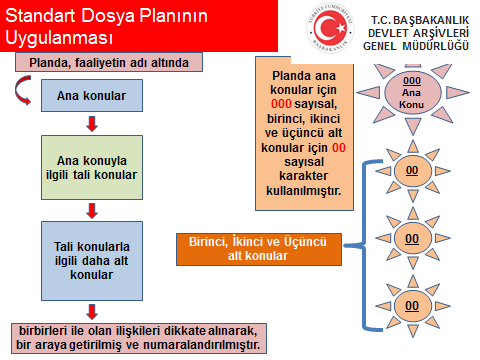 Standart Dosya Planının
Uygulanması
T.C. BAŞBAKANLIK
DEVLET ARŞİVLERİ
GENEL MÜDÜRLÜĞÜ
Planda, faaliyetin adı altında
Ana konular
Ana konuyla
ilgili tali konular
Tali konularla
ilgili daha alt
konular
birbirleri ile olan ilişkileri dikkate alınarak,
bir araya getirilmiş ve numaralandırılmıştır.
Planda ana
konular için
000 sayısal,
birinci, ikinci
ve üçüncü alt
konular için 00
sayısal
karakter
kullanılmıştır.
Birinci, İkinci ve Üçüncü
alt konular
000
Ana
Konu
00
00
00